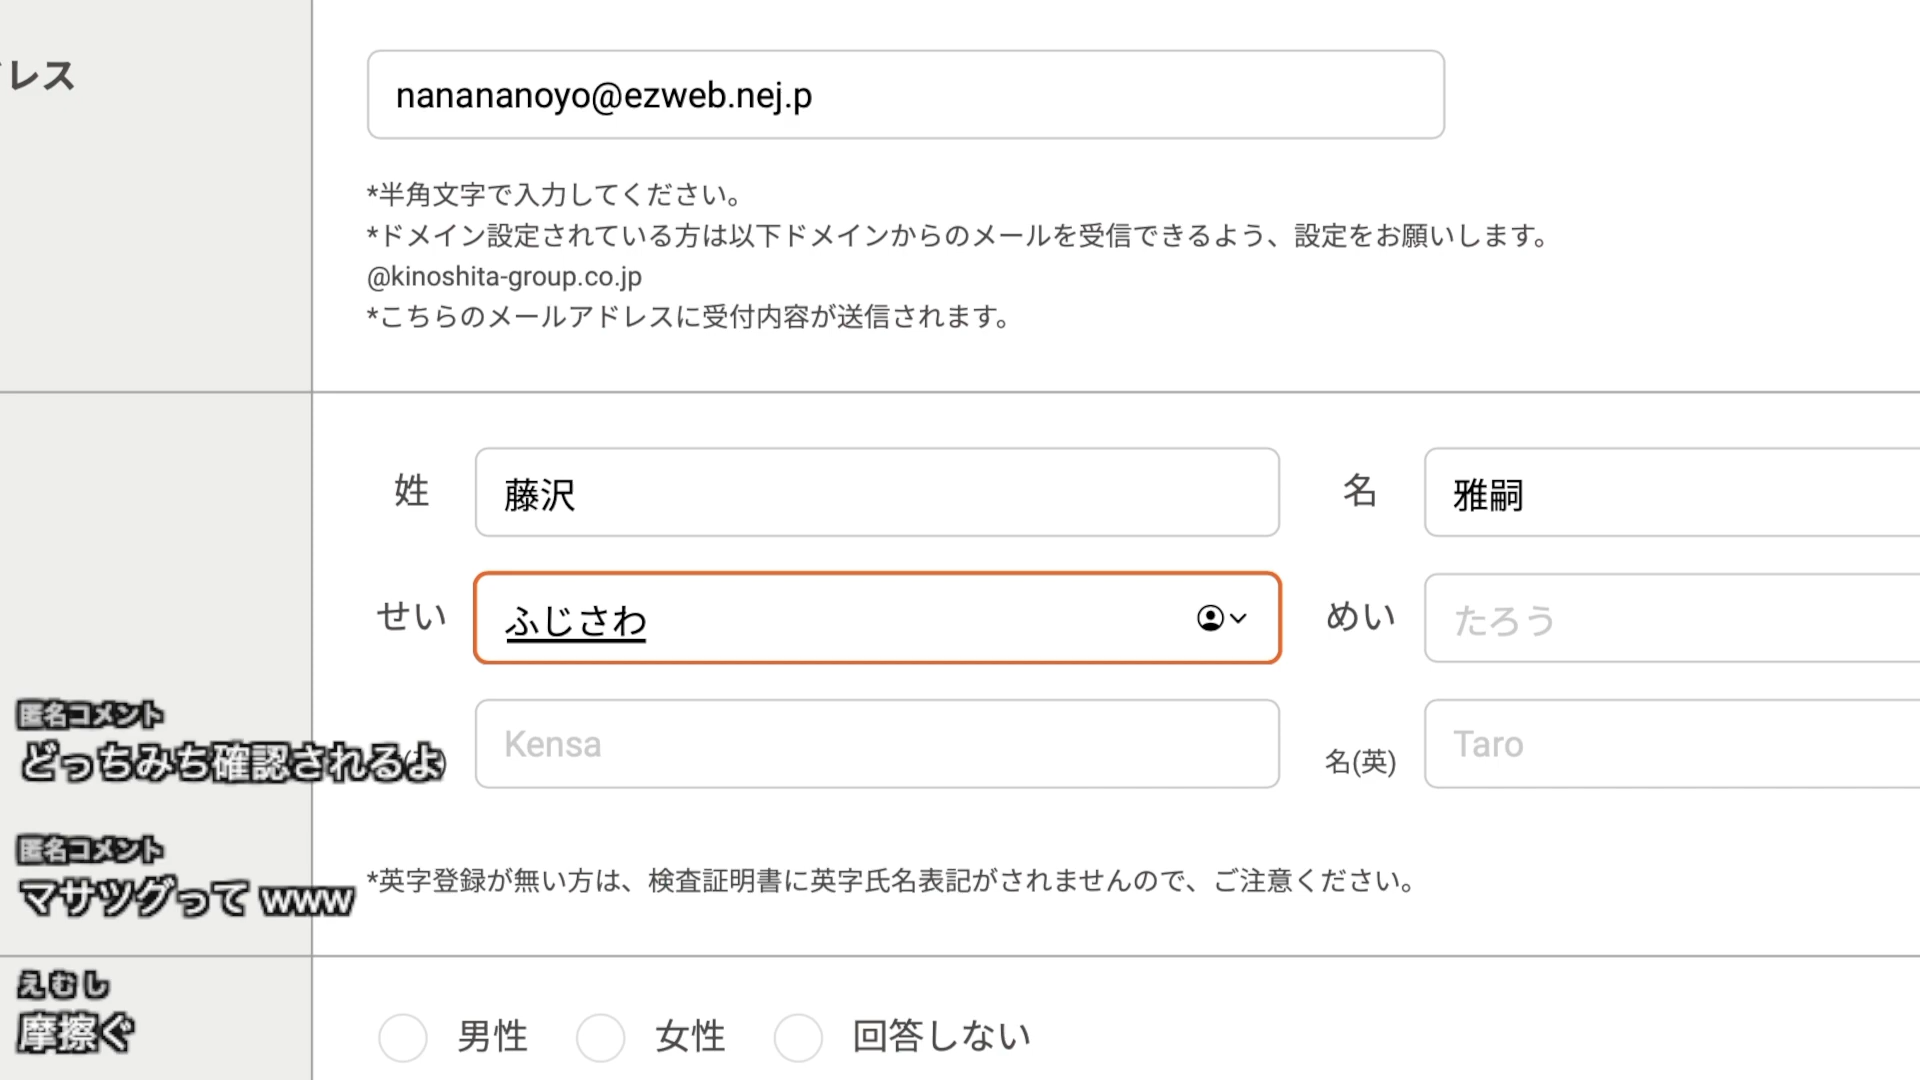 ドレス
nanananoyo@ezweb.nej.p
*半角文字で入力してください。
*ドメイン設定されている方は以下ドメインからのメールを受信できるよう、設定をお願いします。
@kinoshita-group.co.jp
*こちらのメールアドレスに受付内容が送信されます。
姓 藤沢 名 雅嗣
せい ふじさわ めい たろう
Kensa 名(英) Taro
*英字登録が無い方は、検査証明書に英字氏名表記がされませんので、ご注意ください。
男性 女性 回答しない
匿名コメント
どっちみち確認されるよ
匿名コメント
マサツグって www
えむし
摩擦ぐ